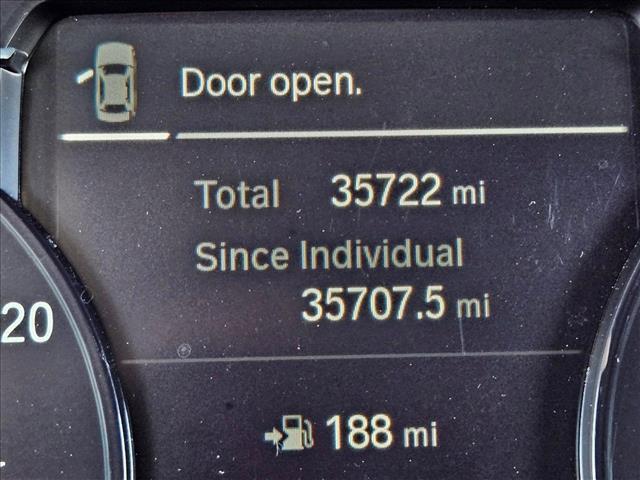 Door open.
Total 35722 mi
Since Individual
35707.5 mi
20
188 mi